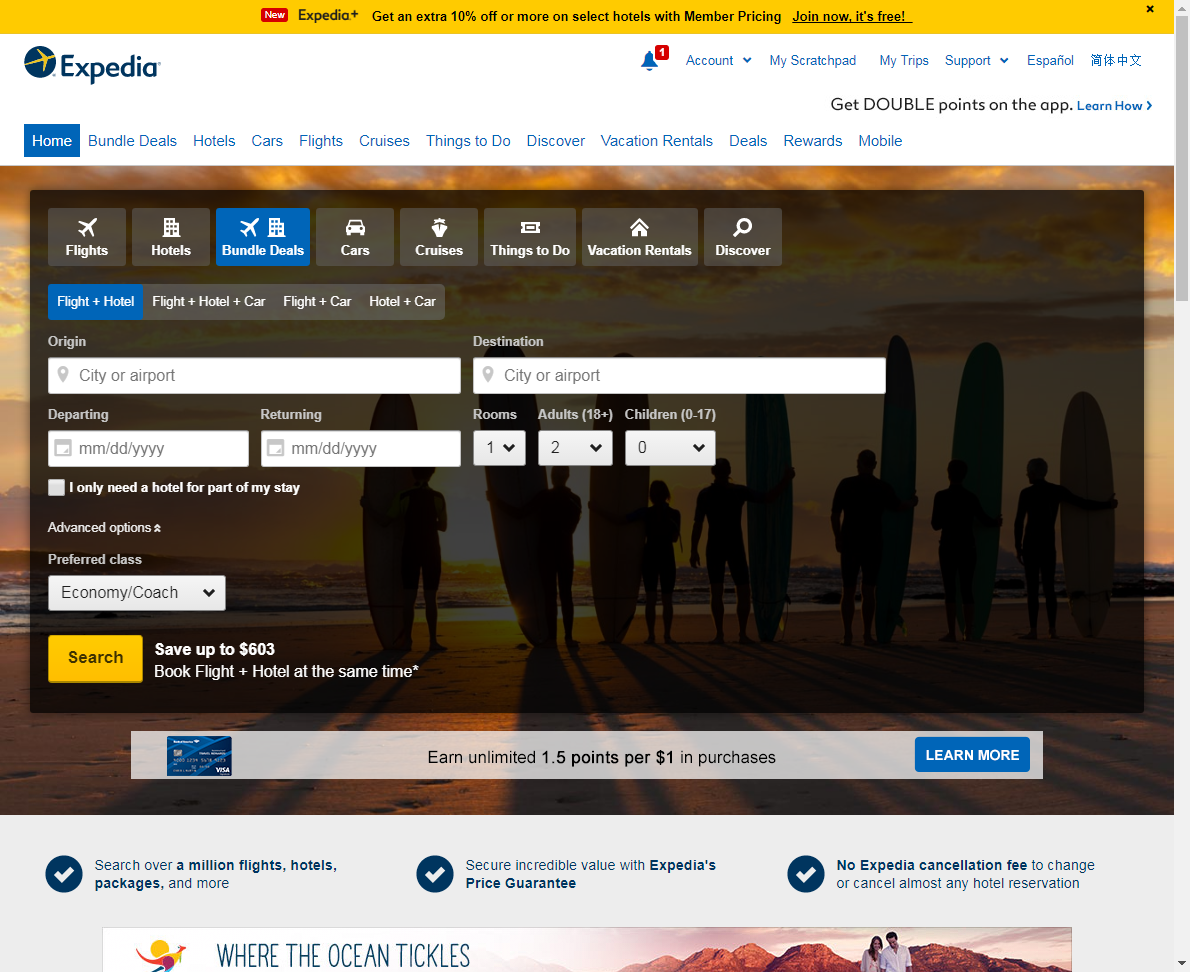 New Expedia+ Get an extra 10% off or more on select hotels with Member Pricing Join now, it's free!
Expedia
1 Account My Scratchpad My Trips Support Español 简体中文
Get DOUBLE points on the app. Learn How
Home Bundle Deals Hotels Cars Flights Cruises Things to Do Discover Vacation Rentals Deals Rewards Mobile
Flights Hotels Bundle Deals Cars Cruises Things to Do Vacation Rentals Discover
Flight + Hotel Flight + Hotel + Car Flight + Car Hotel + Car
Origin Destination
City or airport City or airport
Departing Returning Rooms Adults (18+) Children (0-17)
mm/dd/yyyy mm/dd/yyyy 1 2 0
I only need a hotel for part of my stay
Advanced options
Preferred class
Economy/Coach
Search
Save up to $603
Book Flight + Hotel at the same time*
VISA
Earn unlimited 1.5 points per $1 in purchases
LEARN MORE
Search over a million flights, hotels,
packages, and more
Secure incredible value with Expedia's
Price Guarantee
No Expedia cancellation fee to change
or cancel almost any hotel reservation
WHERE THE OCEAN TICKLES